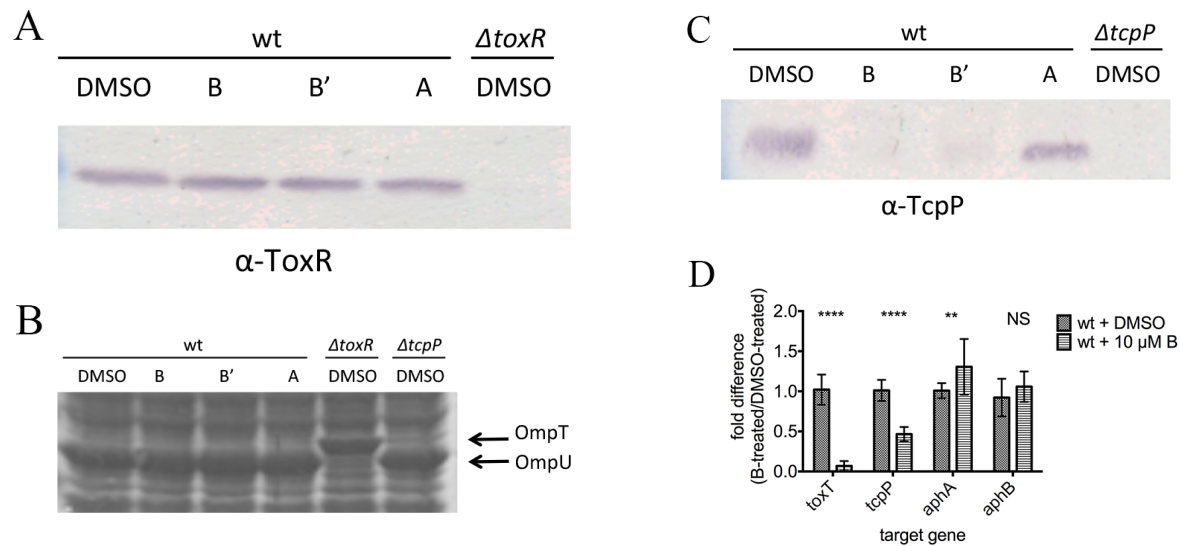 A
wt
ΔtoxR
DMSO B B’ A DMSO
α-ToxR
B
wt
ΔtoxR
ΔtcpP
DMSO B B’ A DMSO DMSO
OmpT
OmpU
C
wt
ΔtcpP
DMSO B B’ A DMSO
α-TcpP
D
fold difference
(B-treated/DMSO-treated)
2.0
1.5
1.0
0.5
0.0
**** **** ** NS
wt + DMSO
wt + 10 µM B
toxT tcpP aphA aphB
target gene